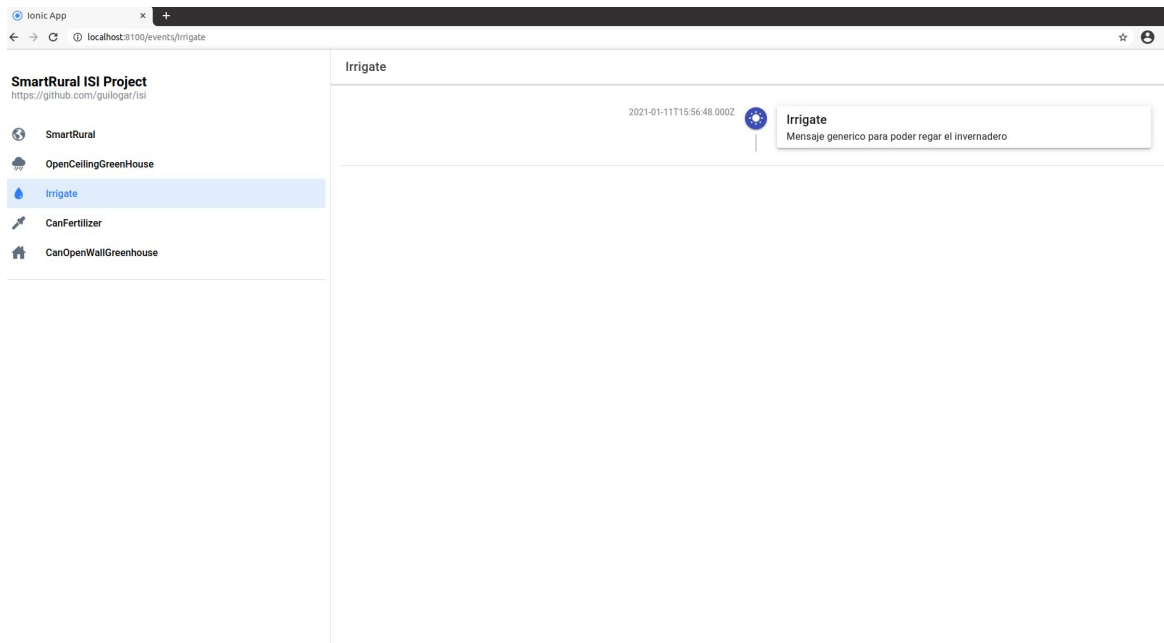 Ionic App
localhost:8100/events/Irrigate
SmartRural ISI Project
https://github.com/guilogar/isi
SmartRural
OpenCeilingGreenHouse
Irrigate
CanFertilizer
CanOpenWallGreenhouse
Irrigate
2021-01-11T15:56:48.000Z
Irrigate
Mensaje generico para poder regar el invernadero